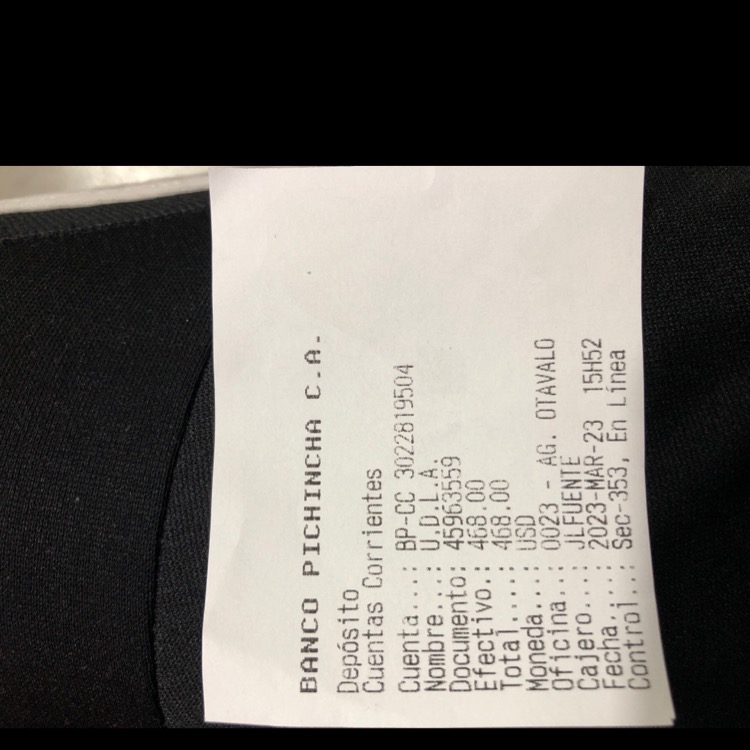 BANCO PICHINCHA C.A.
Depósito
Cuentas Corrientes
Cuenta...: BP-CC 3022819504
Nombre...: U.D.L.A.
Documento: 45963559
Efectivo.: 468.00
Total....: 468.00
Moneda...: USD
Oficina..: 0023 - AG. OTAVALO
Cajero...: JLFUENTE
Fecha....: 2023-MAR-23 15H52
Control..: Sec-353, En Línea